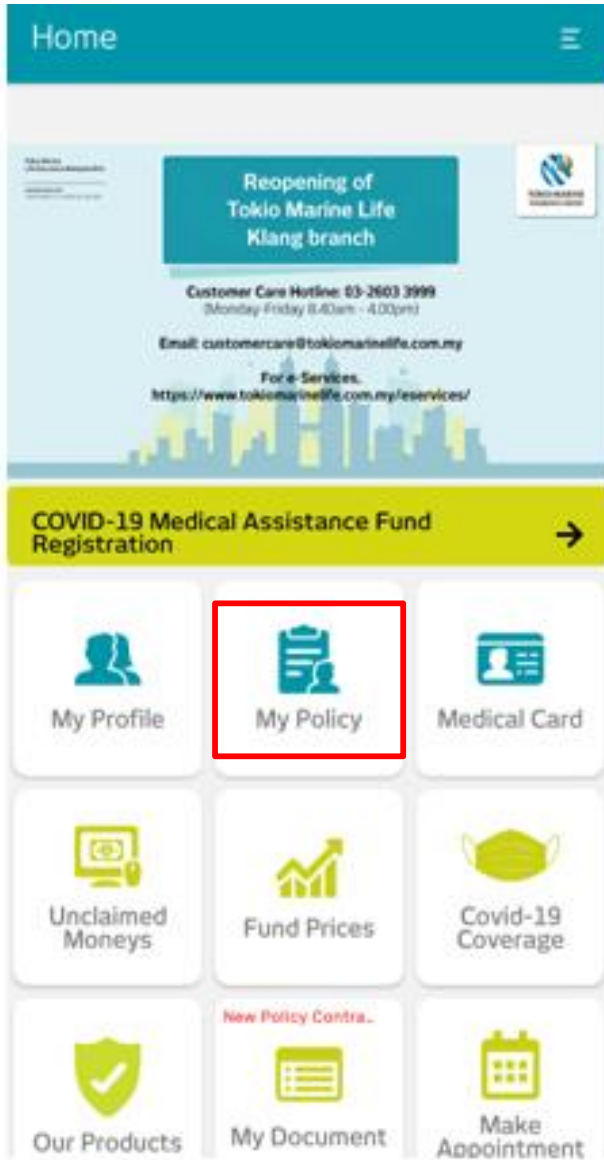 Home
Reopening of
Tokio Marine Life
Klang branch
TOKIO MARINE
Customer Care Hotline: 03-2603 3999
(Monday-Friday 8.40am - 4.00pm)
Email: customercare@tokiomarinelife.com.my
For e-Services,
https://www.tokiomarinelife.com.my/eservices/
COVID-19 Medical Assistance Fund
Registration
My Profile
My Policy
Medical Card
Unclaimed
Moneys
Fund Prices
Covid-19
Coverage
New Policy Contra..
Our Products
My Document
Make
Appointment